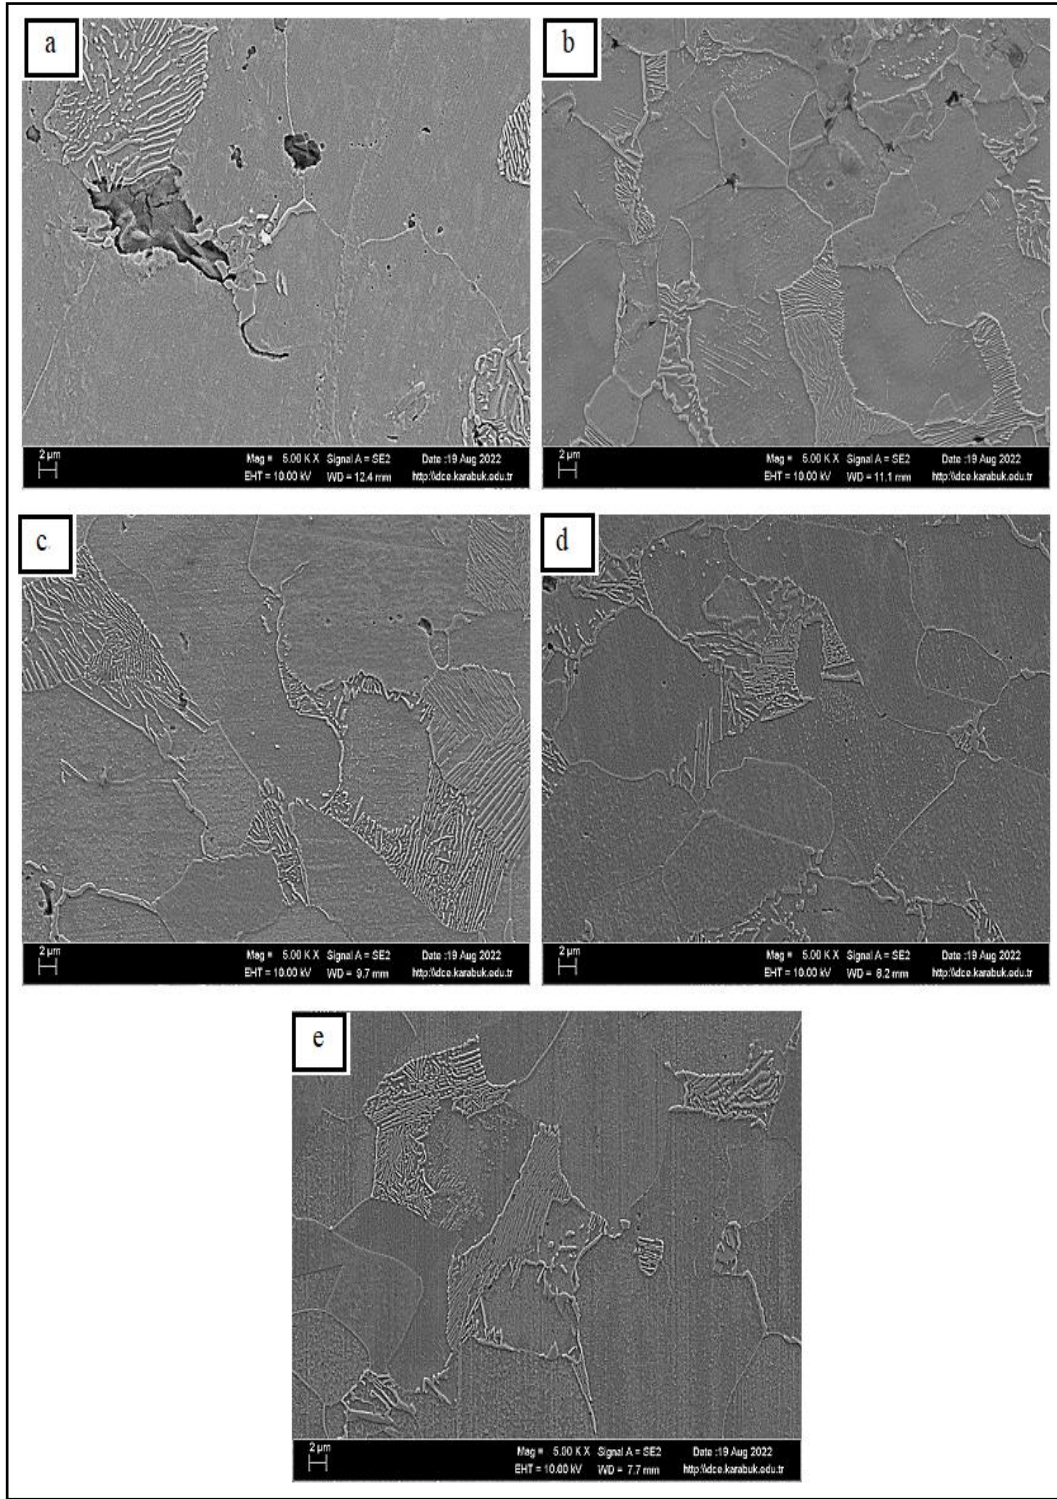 a
b
2 µm
Mag = 5.00 K X Signal A = SE2 Date :19 Aug 2022
EHT = 10.00 kV WD = 12.4 mm http://idce.karabuk.edu.tr
2 µm
Mag = 5.00 K X Signal A = SE2 Date :19 Aug 2022
EHT = 10.00 kV WD = 11.1 mm http://idce.karabuk.edu.tr
c
d
2 µm
Mag = 5.00 K X Signal A = SE2 Date :19 Aug 2022
EHT = 10.00 kV WD = 9.7 mm http://idce.karabuk.edu.tr
2 µm
Mag = 5.00 K X Signal A = SE2 Date :19 Aug 2022
EHT = 10.00 kV WD = 8.2 mm http://idce.karabuk.edu.tr
e
2 µm
Mag = 5.00 K X Signal A = SE2 Date :19 Aug 2022
EHT = 10.00 kV WD = 7.7 mm http://idce.karabuk.edu.tr